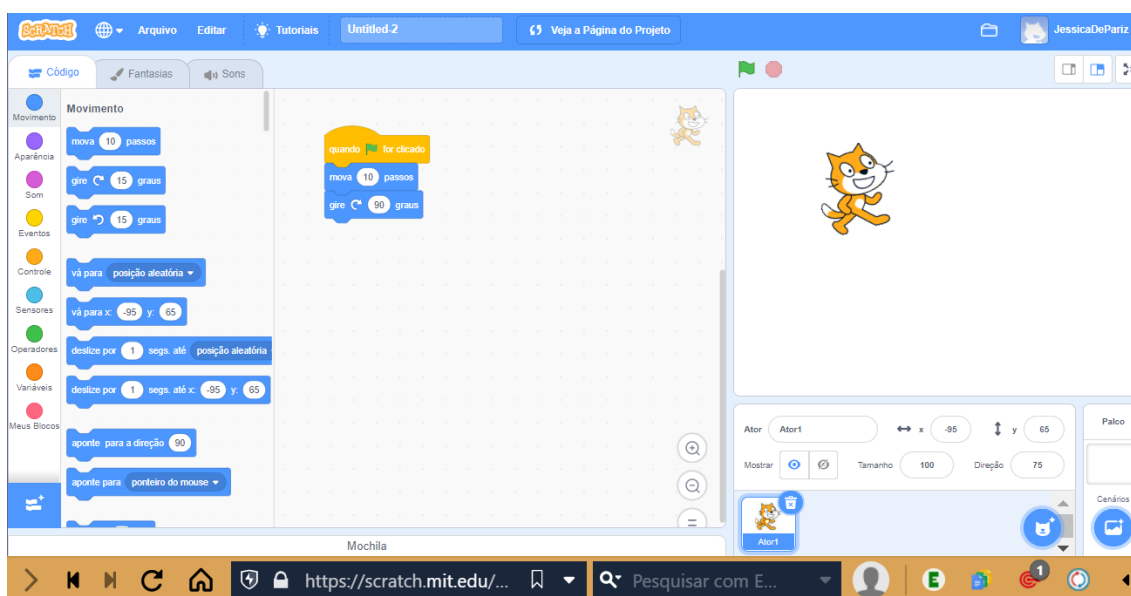 SCRATCH Arquivo Editar Tutoriais Untitled-2 Veja a Página do Projeto JessicaDePariz
Código Fantasias Sons
Movimento
Aparência
Som
Eventos
Controle
Sensores
Operadores
Variáveis
Meus Blocos
Movimento
mova 10 passos
gire 15 graus
gire 15 graus
vá para posição aleatória
vá para x: -95 y: 65
deslize por 1 segs. até posição aleatória
deslize por 1 segs. até x: -95 y: 65
aponte para a direção 90
aponte para ponteiro do mouse
quando for clicado
mova 10 passos
gire 90 graus
Ator Ator1 x -95 y 65
Mostrar Tamanho 100 Direção 75
Ator1
Palco
Cenários
Mochila
https://scratch.mit.edu/... Pesquisar com E... E 1